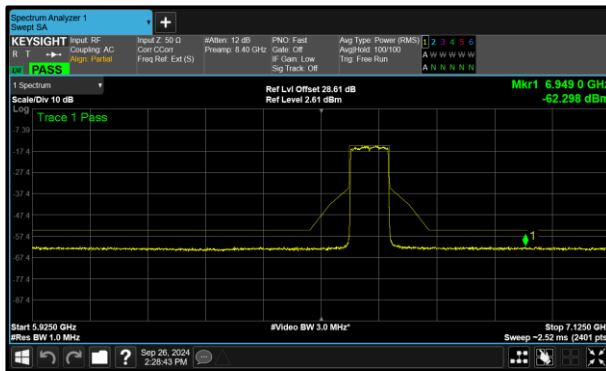 Spectrum Analyzer 1
Swept SA
+
KEYSIGHT Input: RF Input Z: 50 Ω #Atten: 12 dB PNO: Fast Avg Type: Power (RMS) 1 2 3 4 5 6
R T Coupling: AC Corr CCorr Preamp: 8.40 GHz Gate: Off Avg|Hold: 100/100 A W W W W W
Align: Partial Freq Ref: Ext (S) IF Gain: Low Trig: Free Run
PASS Sig Track: Off A N N N N N
1 Spectrum Ref Lvl Offset 28.61 dB Mkr1 6.949 0 GHz
Scale/Div 10 dB Ref Level 2.61 dBm -62.298 dBm
Log
Trace 1 Pass
-7.39
-17.4
-27.4
-37.4
-47.4
1
-57.4
-67.4
-77.4
-87.4
Start 5.9250 GHz #Video BW 3.0 MHz* Stop 7.1250 GHz
#Res BW 1.0 MHz Sweep ~2.52 ms (2401 pts)
? Sep 26, 2024
2:28:43 PM